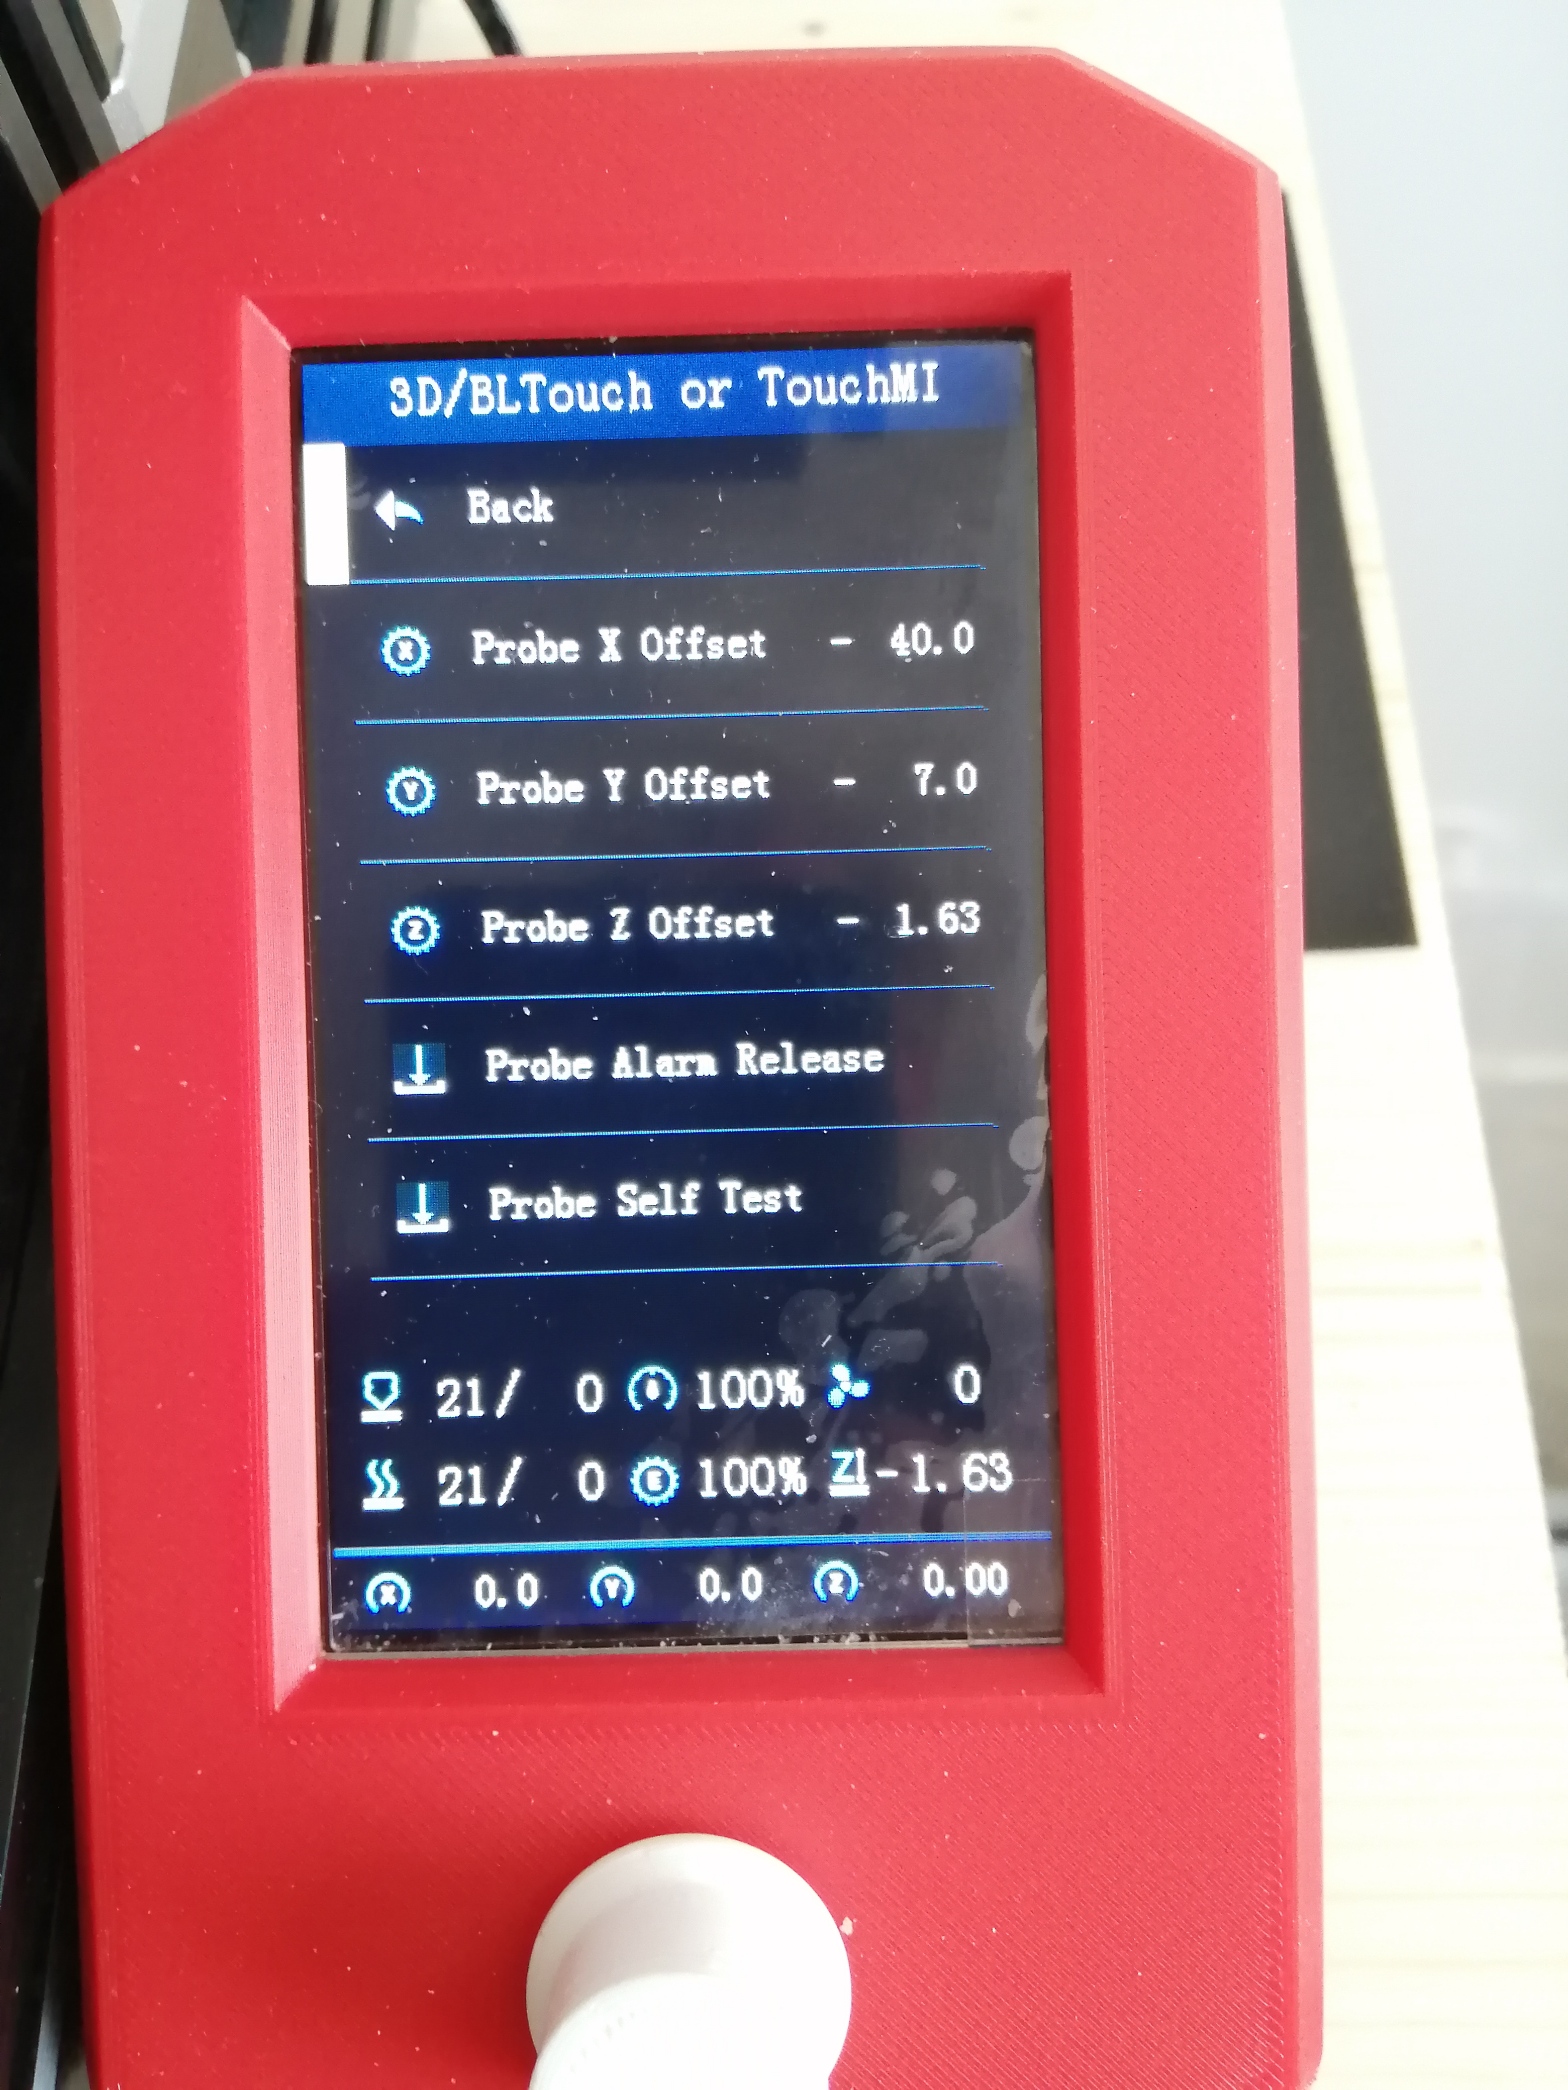 3D/BLTouch or TouchMI
Back
X Probe X Offset - 40.0
Y Probe Y Offset - 7.0
Z Probe Z Offset - 1.63
Probe Alarm Release
Probe Self Test
21/ 0 100% 0
21/ 0 E 100% Z -1.63
X 0.0 Y 0.0 Z 0.00